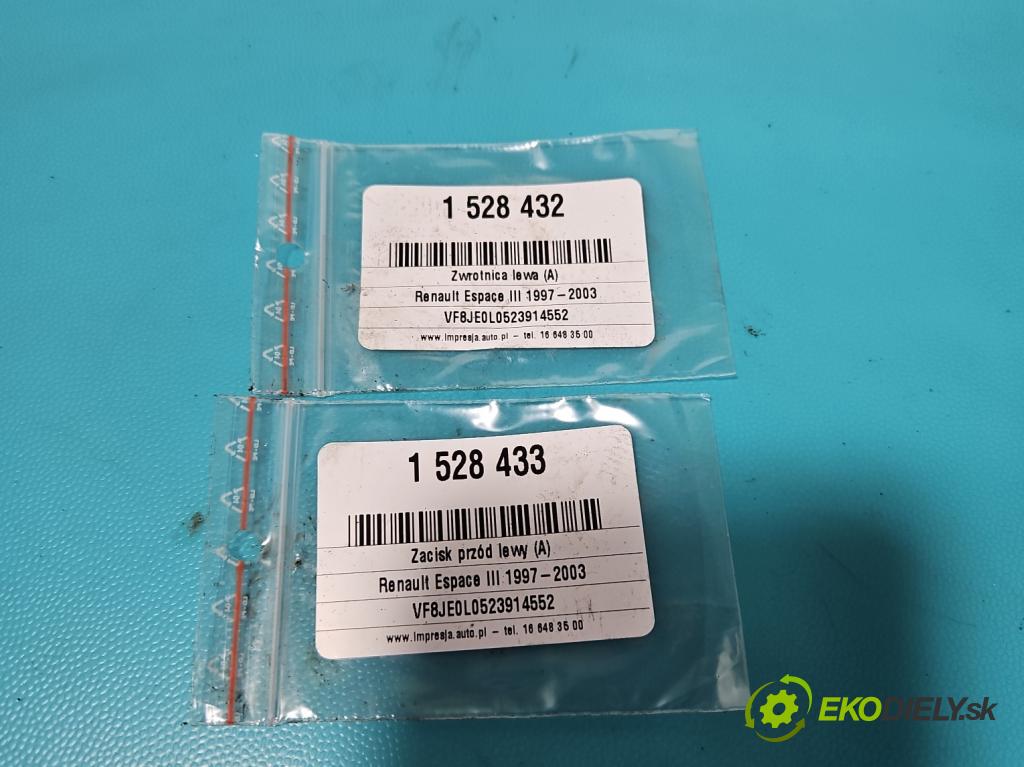 1 528 432
Zwrotnica lewa (A)
Renault Espace III 1997-2003
VF8JE0L0523914552
www.impresja.auto.pl - tel. 16 648 35 00
1 528 433
Zacisk przód lewy (A)
Renault Espace III 1997-2003
VF8JE0L0523914552
www.impresja.auto.pl - tel. 16 648 35 00
EKODIELY.sk